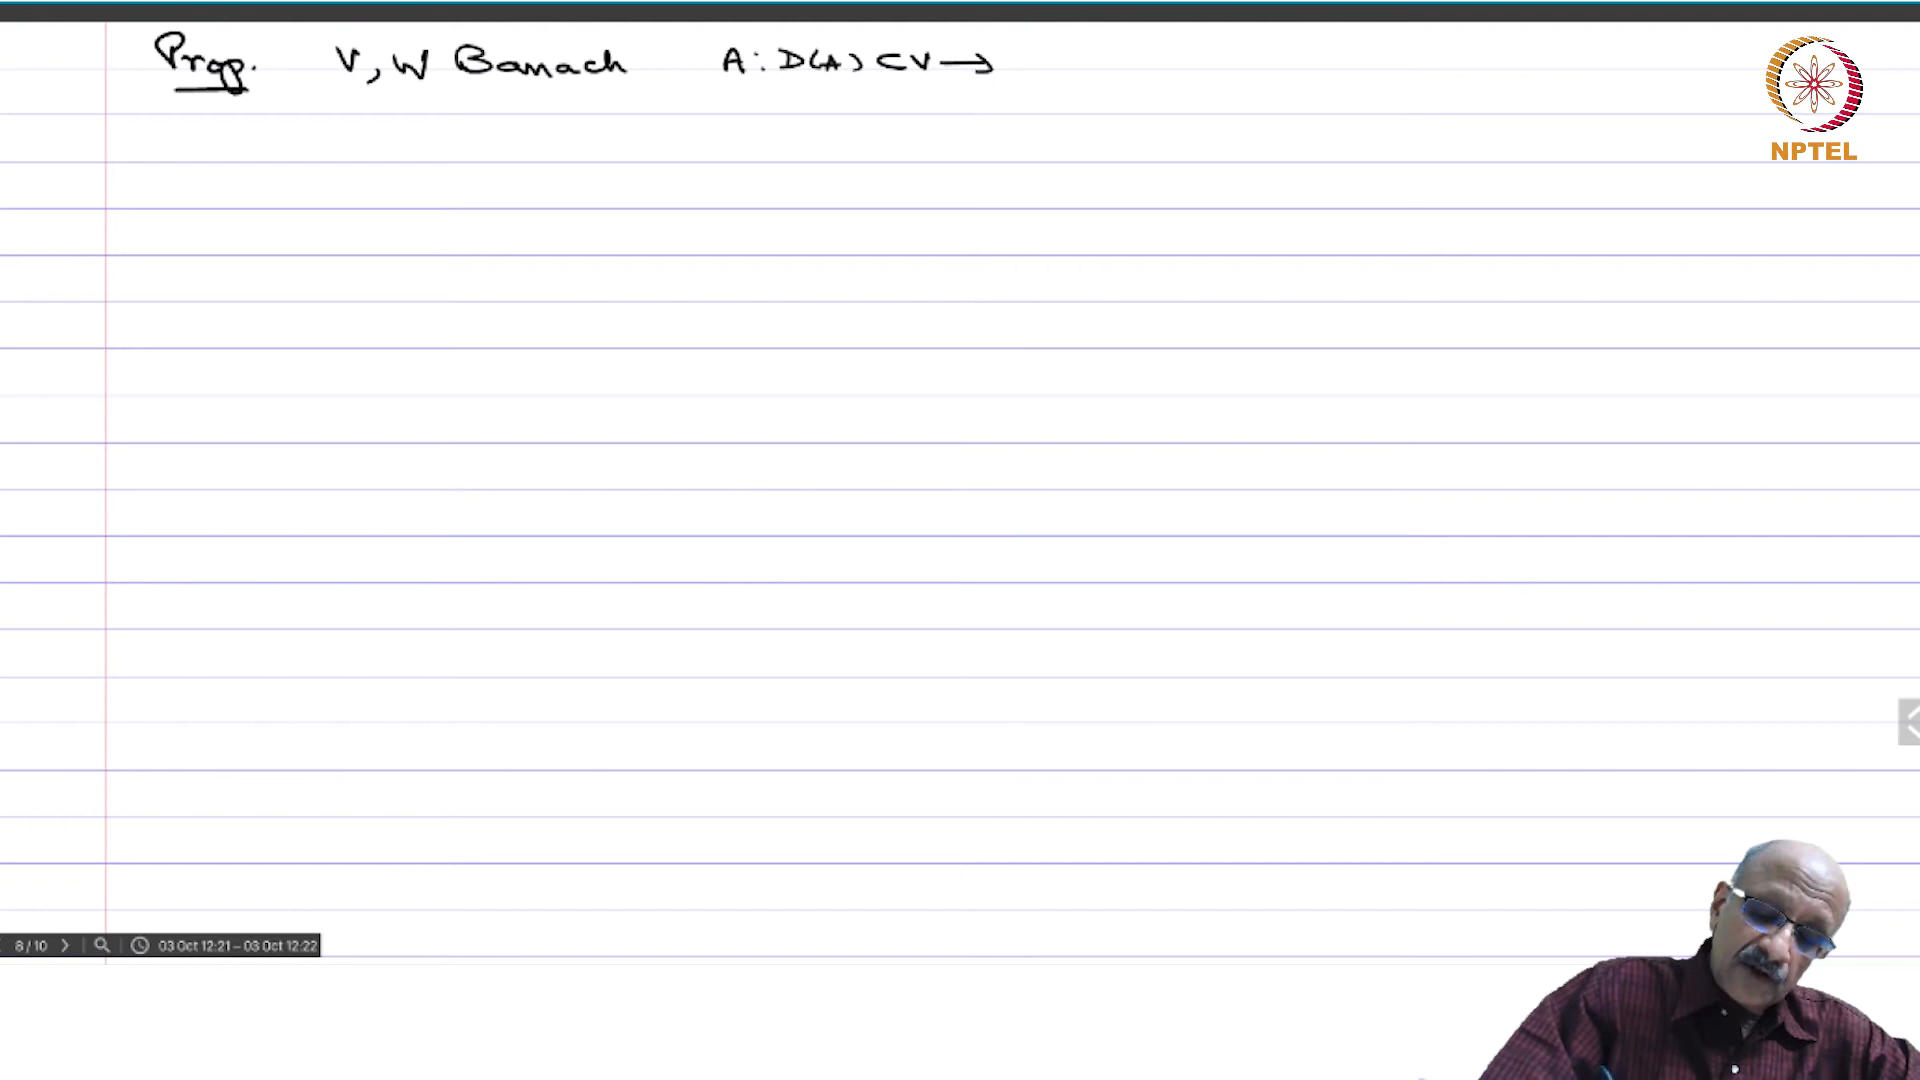 Prop. V, W Banach A: D(A) ⊂ V →
NPTEL
8/10 03 Oct 12:21 – 03 Oct 12:22